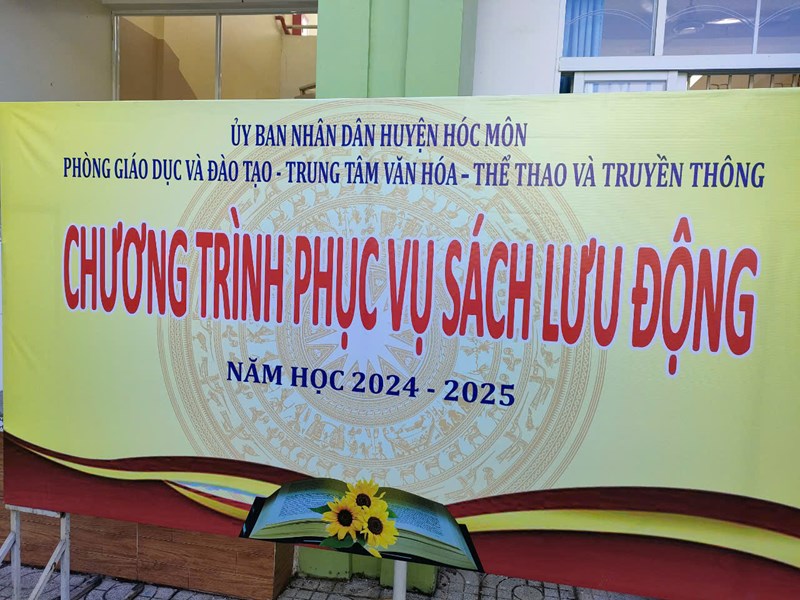 ỦY BAN NHÂN DÂN HUYỆN HÓC MÔN
PHÒNG GIÁO DỤC VÀ ĐÀO TẠO - TRUNG TÂM VĂN HÓA – THỂ THAO VÀ TRUYỀN THÔNG
CHƯƠNG TRÌNH PHỤC VỤ SÁCH LƯU ĐỘNG
NĂM HỌC 2024 - 2025